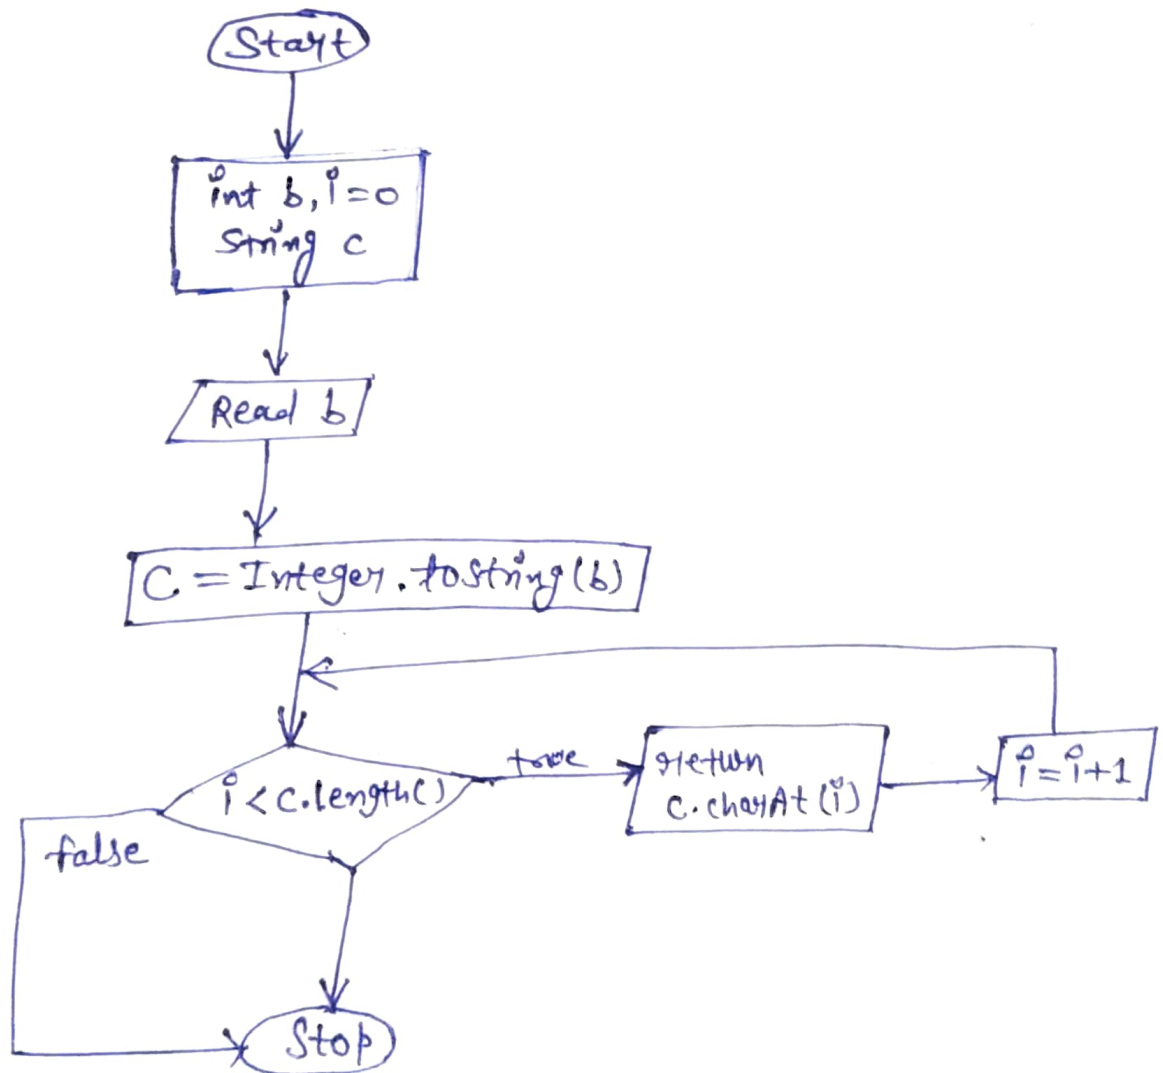 Start
int b, i=0
String c
Read b
C = Integer.toString(b)
i < c.length()
true
return
c.charAt(i)
i=i+1
false
Stop